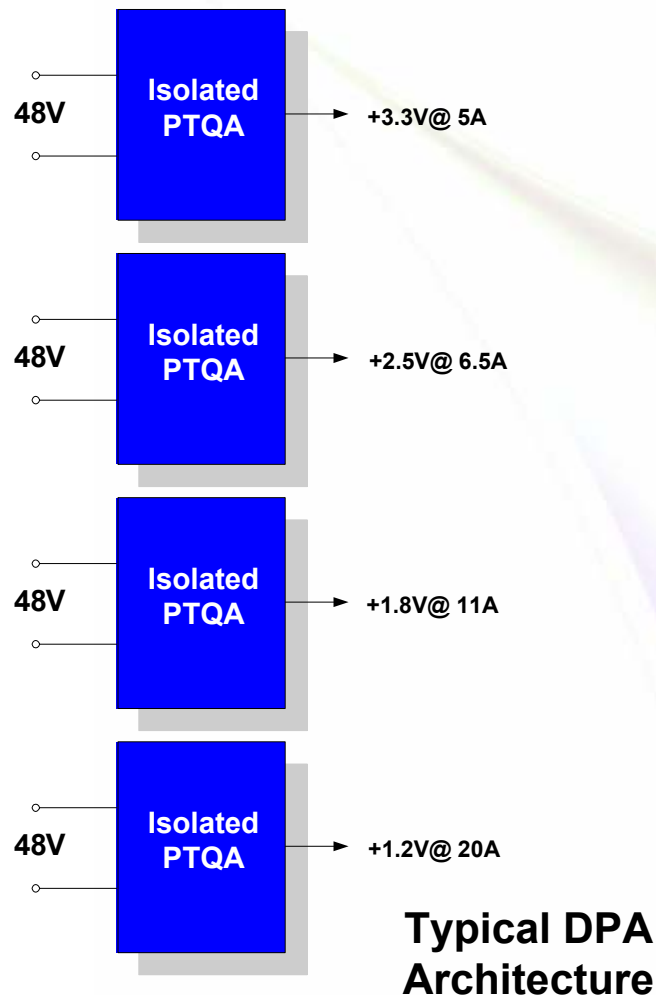 Isolated
PTQA
48V
+3.3V@ 5A
Isolated
PTQA
48V
+2.5V@ 6.5A
Isolated
PTQA
48V
+1.8V@ 11A
Isolated
PTQA
48V
+1.2V@ 20A
Typical DPA
Architecture